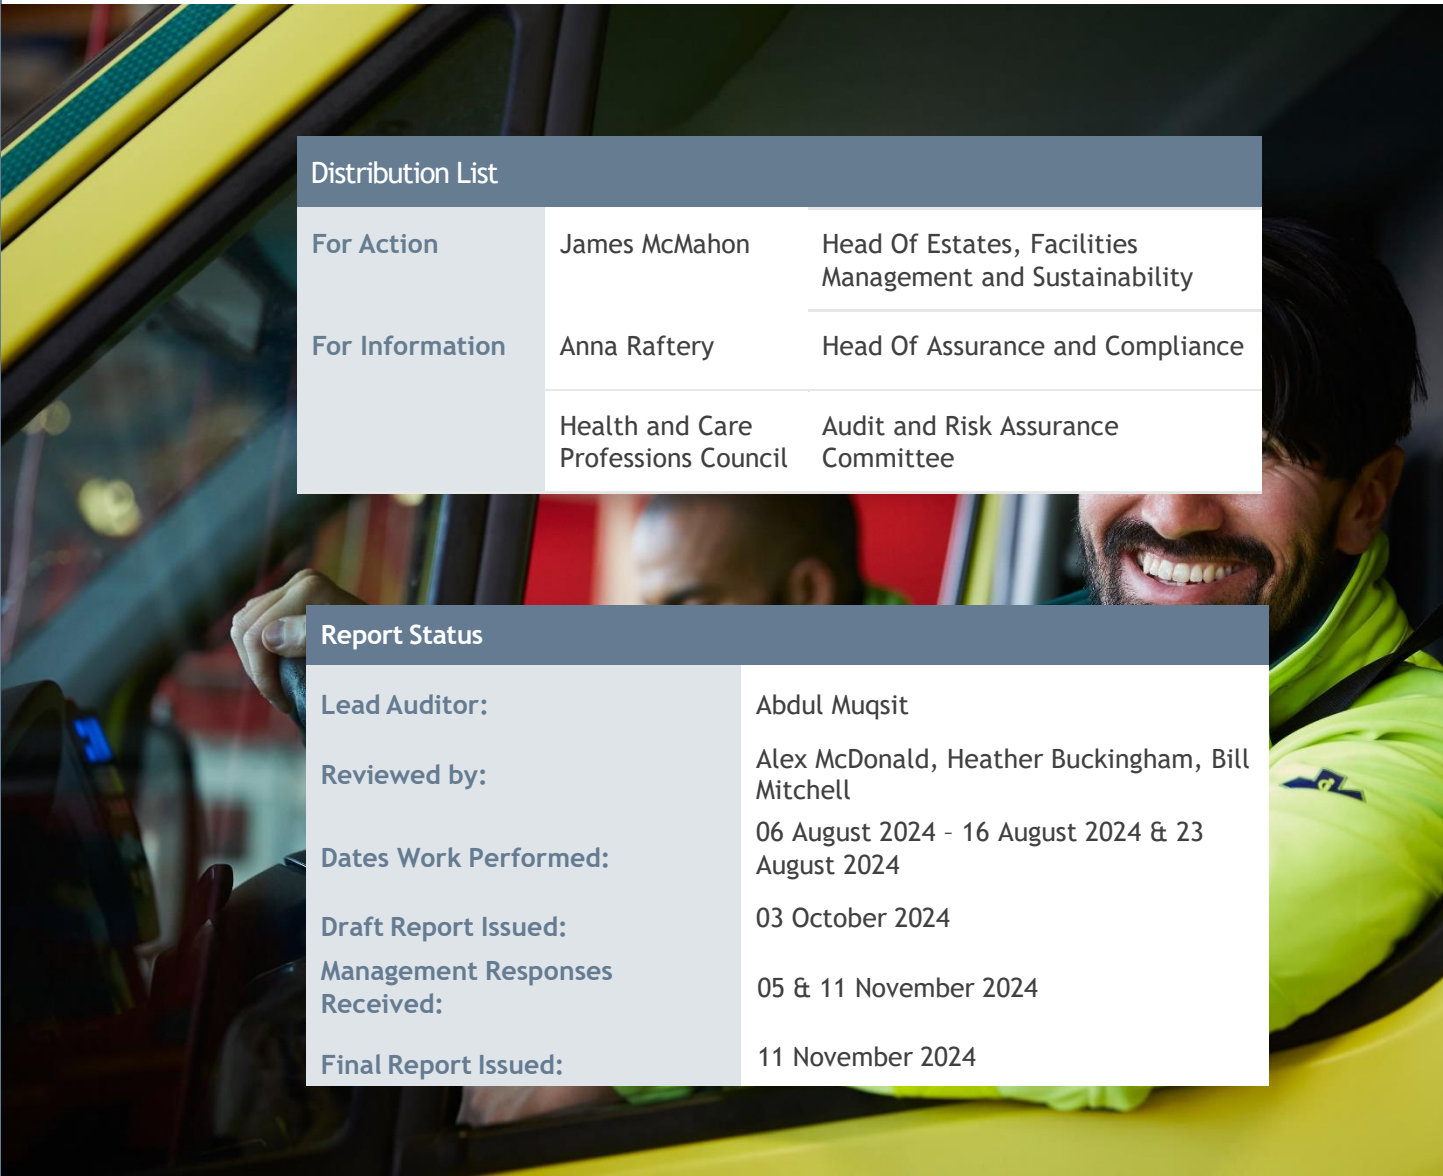 Distribution List
For Action
James McMahon
Head Of Estates, Facilities
Management and Sustainability
For Information
Anna Raftery
Head Of Assurance and Compliance
Health and Care
Professions Council
Audit and Risk Assurance
Committee
Report Status
Lead Auditor:
Abdul Muqsit
Reviewed by:
Alex McDonald, Heather Buckingham, Bill
Mitchell
Dates Work Performed:
06 August 2024 – 16 August 2024 & 23
August 2024
Draft Report Issued:
03 October 2024
Management Responses
Received:
05 & 11 November 2024
Final Report Issued:
11 November 2024